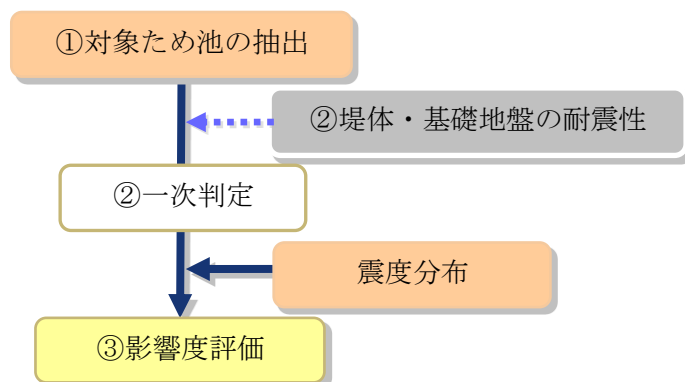 ①対象ため池の抽出
②堤体・基礎地盤の耐震性
②一次判定
震度分布
③影響度評価